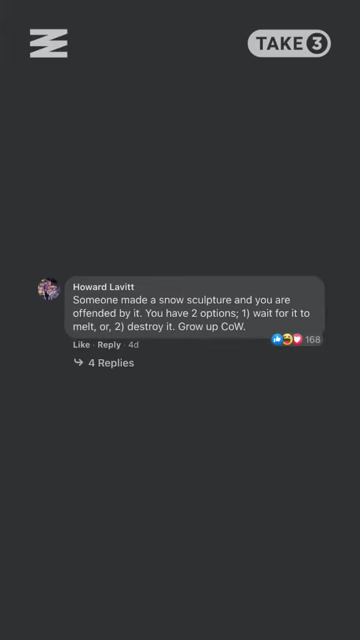 TAKE 3
Howard Lavitt
Someone made a snow sculpture and you are
offended by it. You have 2 options; 1) wait for it to
melt, or, 2) destroy it. Grow up CoW.
Like · Reply · 4d
168
4 Replies